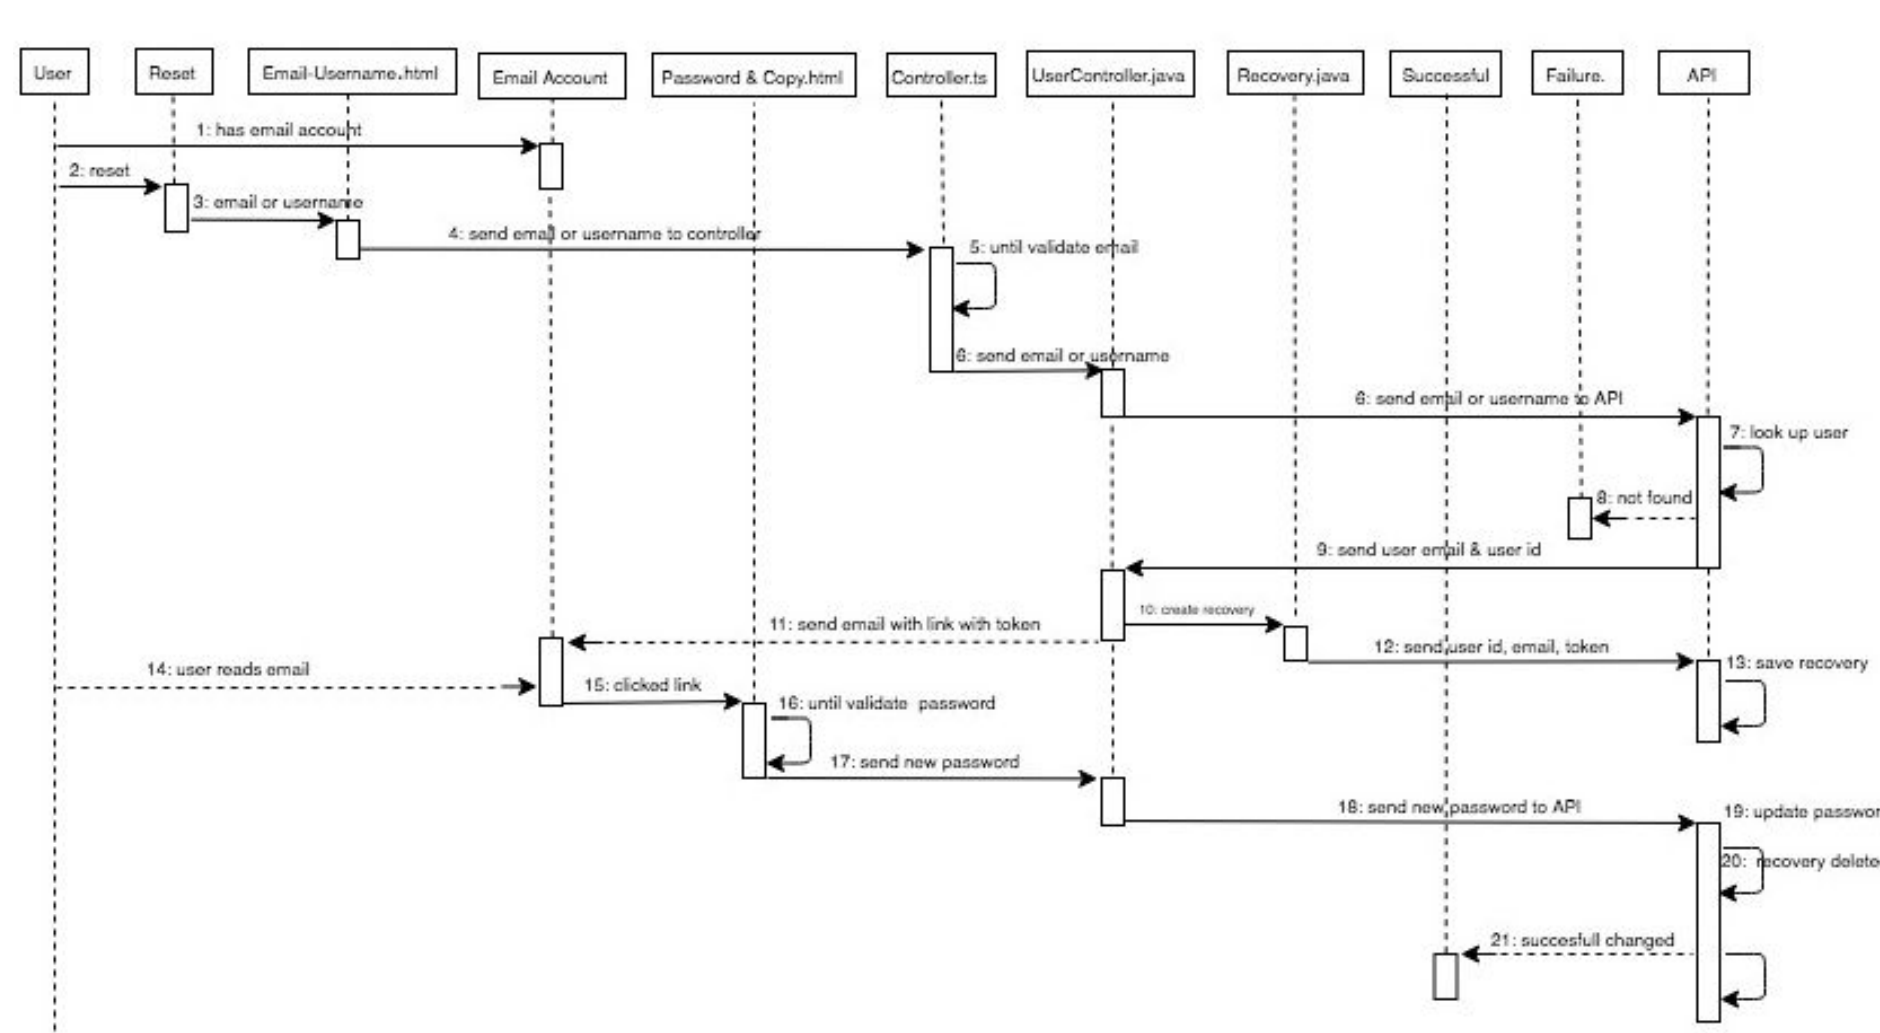 User
Reset
Email-Username.html
Email Account
Password & Copy.html
Controller.ts
UserController.java
Recovery.java
Successful
Failure.
API
1: has email account
2: reset
3: email or username
4: send email or username to controller
5: until validate email
6: send email or username
6: send email or username to API
7: look up user
8: not found
9: send user email & user id
10: create recovery
11: send email with link with token
12: send user id, email, token
13: save recovery
14: user reads email
15: clicked link
16: until validate password
17: send new password
18: send new password to API
19: update passwor
20: recovery delete
21: succesfull changed